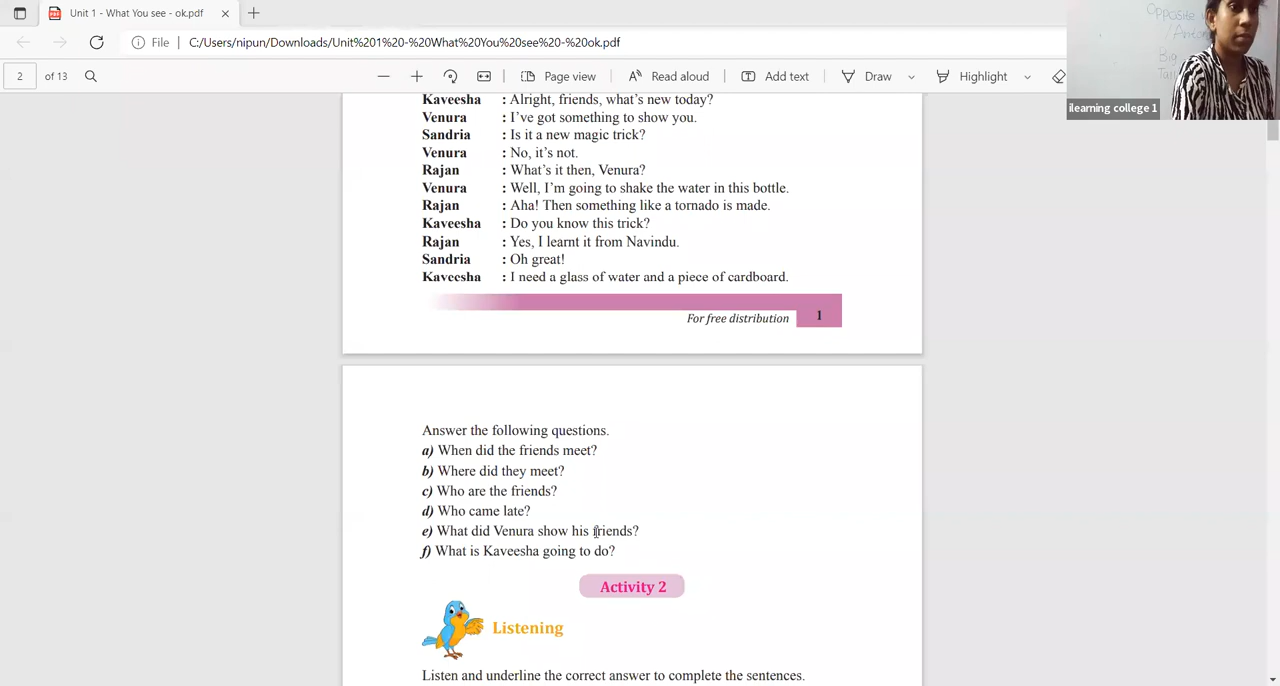 Unit 1 - What You see - ok.pdf
File
C:/Users/nipun/Downloads/Unit%201%20-%20What%20You%20see%20-%20ok.pdf
2 of 13
Page view
Read aloud
Add text
Draw
Highlight
Opposite
Big
ilearning college 1
Kaveesha : Alright, friends, what's new today?
Venura : I've got something to show you.
Sandria : Is it a new magic trick?
Venura : No, it's not.
Rajan : What's it then, Venura?
Venura : Well, I'm going to shake the water in this bottle.
Rajan : Aha! Then something like a tornado is made.
Kaveesha : Do you know this trick?
Rajan : Yes, I learnt it from Navindu.
Sandria : Oh great!
Kaveesha : I need a glass of water and a piece of cardboard.
For free distribution 1
Answer the following questions.
a) When did the friends meet?
b) Where did they meet?
c) Who are the friends?
d) Who came late?
e) What did Venura show his friends?
f) What is Kaveesha going to do?
Activity 2
Listening
Listen and underline the correct answer to complete the sentences.